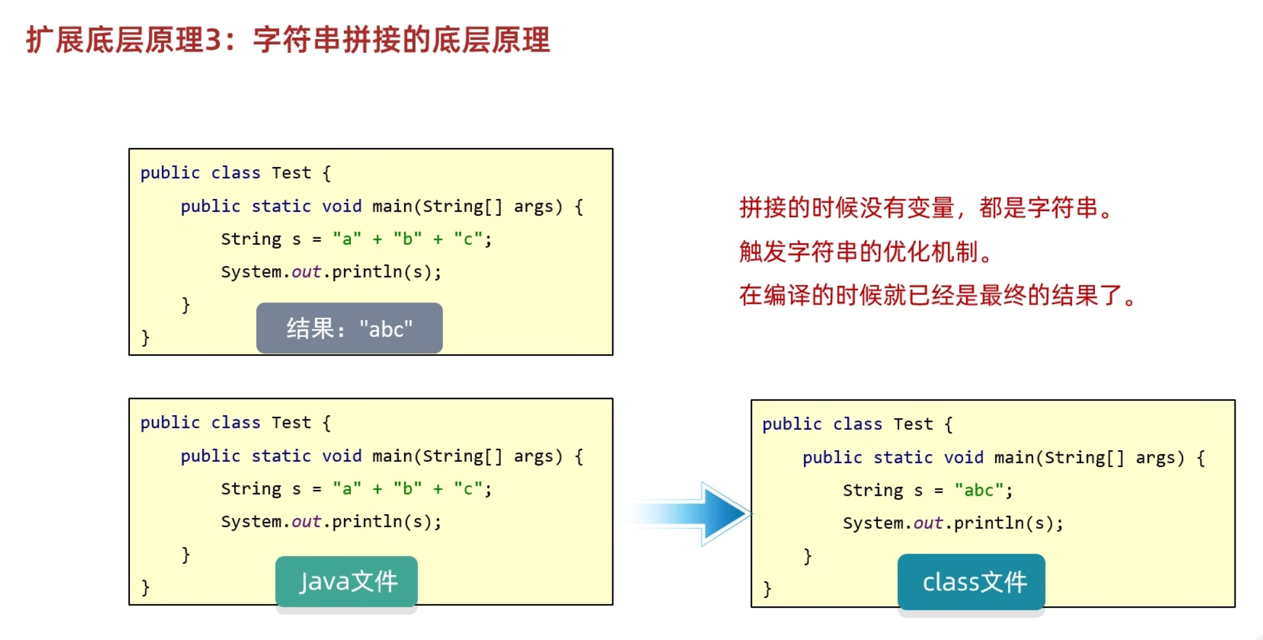 扩展底层原理3：字符串拼接的底层原理
public class Test {
public static void main(String[] args) {
String s = "a" + "b" + "c";
System.out.println(s);
}
}
结果："abc"
拼接的时候没有变量，都是字符串。
触发字符串的优化机制。
在编译的时候就已经是最终的结果了。
public class Test {
public static void main(String[] args) {
String s = "a" + "b" + "c";
System.out.println(s);
}
}
Java文件
public class Test {
public static void main(String[] args) {
String s = "abc";
System.out.println(s);
}
}
class文件